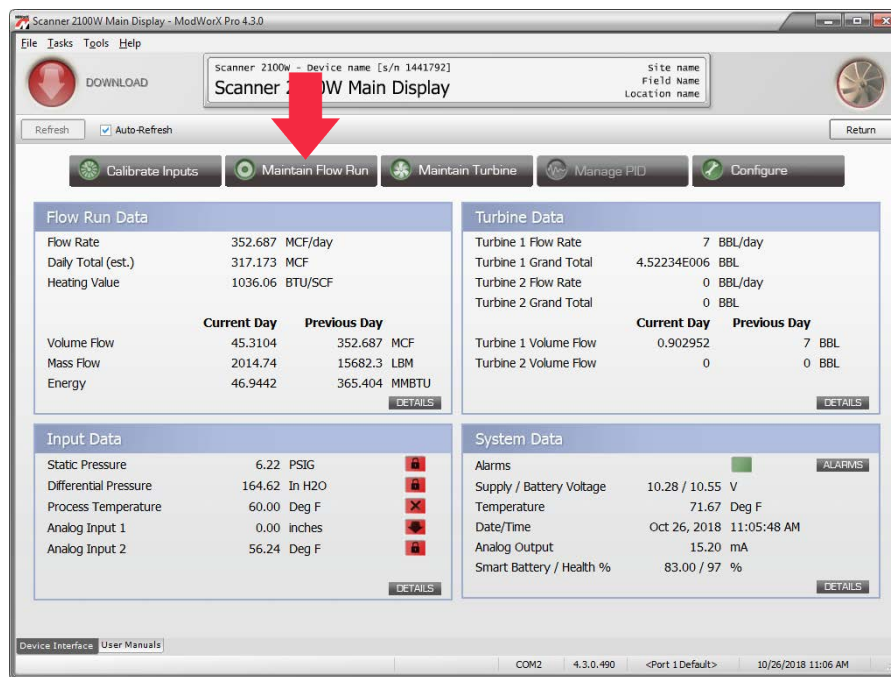 Scanner 2100W Main Display - ModWorX Pro 4.3.0
File Tasks Tools Help
DOWNLOAD
Scanner 2100W - Device name [s/n 1441792]
Scanner W Main Display
Site name
Field Name
Location name
Refresh Auto-Refresh Return
Calibrate Inputs Maintain Flow Run Maintain Turbine Manage PID Configure
Flow Run Data
Flow Rate 352.687 MCF/day
Daily Total (est.) 317.173 MCF
Heating Value 1036.06 BTU/SCF
Current Day Previous Day
Volume Flow 45.3104 352.687 MCF
Mass Flow 2014.74 15682.3 LBM
Energy 46.9442 365.404 MMBTU
DETAILS
Turbine Data
Turbine 1 Flow Rate 7 BBL/day
Turbine 1 Grand Total 4.52234E006 BBL
Turbine 2 Flow Rate 0 BBL/day
Turbine 2 Grand Total 0 BBL
Current Day Previous Day
Turbine 1 Volume Flow 0.902952 7 BBL
Turbine 2 Volume Flow 0 0 BBL
DETAILS
Input Data
Static Pressure 6.22 PSIG
Differential Pressure 164.62 In H2O
Process Temperature 60.00 Deg F
Analog Input 1 0.00 inches
Analog Input 2 56.24 Deg F
DETAILS
System Data
Alarms ALARMS
Supply / Battery Voltage 10.28 / 10.55 V
Temperature 71.67 Deg F
Date/Time Oct 26, 2018 11:05:48 AM
Analog Output 15.20 mA
Smart Battery / Health % 83.00 / 97 %
DETAILS
Device Interface User Manuals
COM2 4.3.0.490 <Port 1 Default> 10/26/2018 11:06 AM